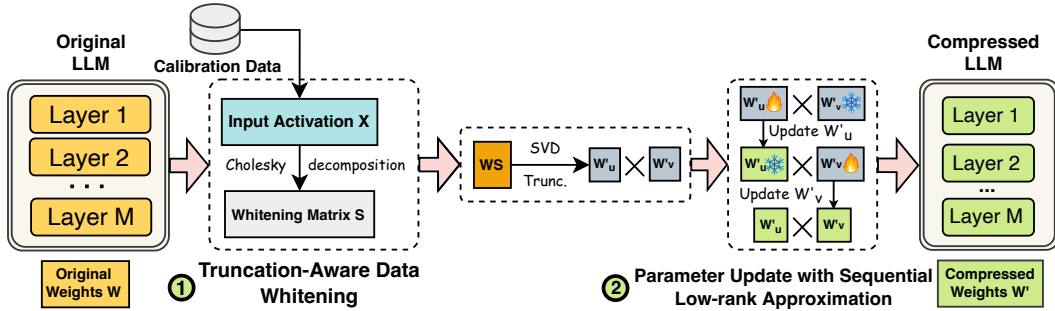 Original
LLM
Layer 1
Layer 2
. . .
Layer M
Original
Weights W
Calibration Data
Input Activation X
Cholesky decomposition
Whitening Matrix S
1 Truncation-Aware Data
Whitening
WS
SVD
Trunc.
W'u × W'v
W'u × W'v
Update W'u
W'u × W'v
Update W'v
W'u × W'v
2 Parameter Update with Sequential
Low-rank Approximation
Compressed
LLM
Layer 1
Layer 2
...
Layer M
Compressed
Weights W'